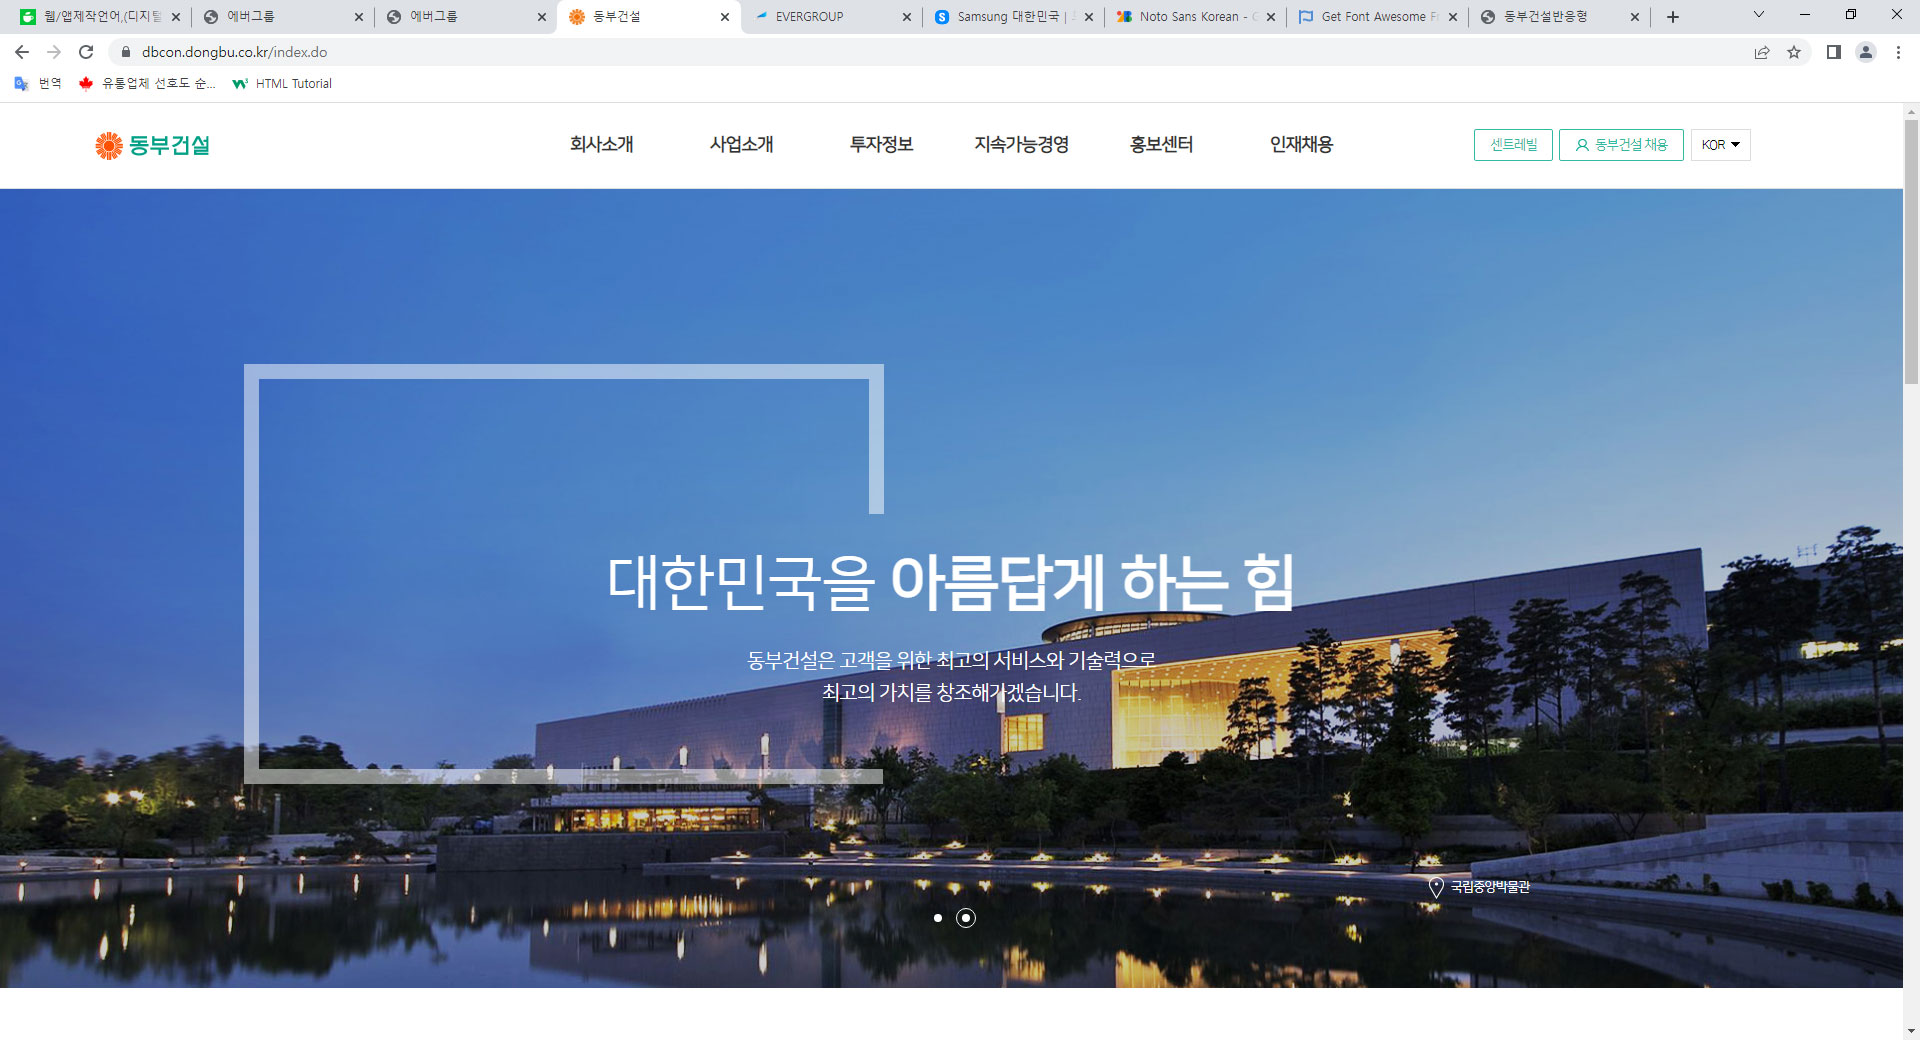 웹/앱제작언어,(디지털
에버그룹
에버그룹
동부건설
EVERGROUP
Samsung 대한민국 |
Noto Sans Korean -
Get Font Awesome
동부건설반응형
dbcon.dongbu.co.kr/index.do
번역
유통업체 선호도 순...
HTML Tutorial
동부건설
회사소개
사업소개
투자정보
지속가능경영
홍보센터
인재채용
센트레빌
동부건설 채용
KOR
대한민국을 아름답게 하는 힘
동부건설은 고객을 위한 최고의 서비스와 기술력으로
최고의 가치를 창조해가겠습니다.
국립중앙박물관